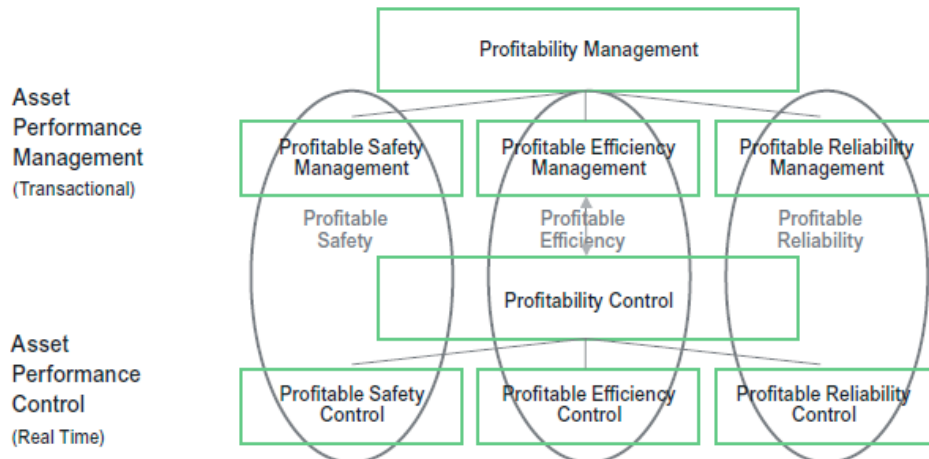 Profitability Management
Asset
Performance
Management
(Transactional)
Profitable Safety
Management
Profitable Efficiency
Management
Profitable Reliability
Management
Profitable
Safety
Profitable
Efficiency
Profitable
Reliability
Profitability Control
Asset
Performance
Control
(Real Time)
Profitable Safety
Control
Profitable Efficiency
Control
Profitable Reliability
Control